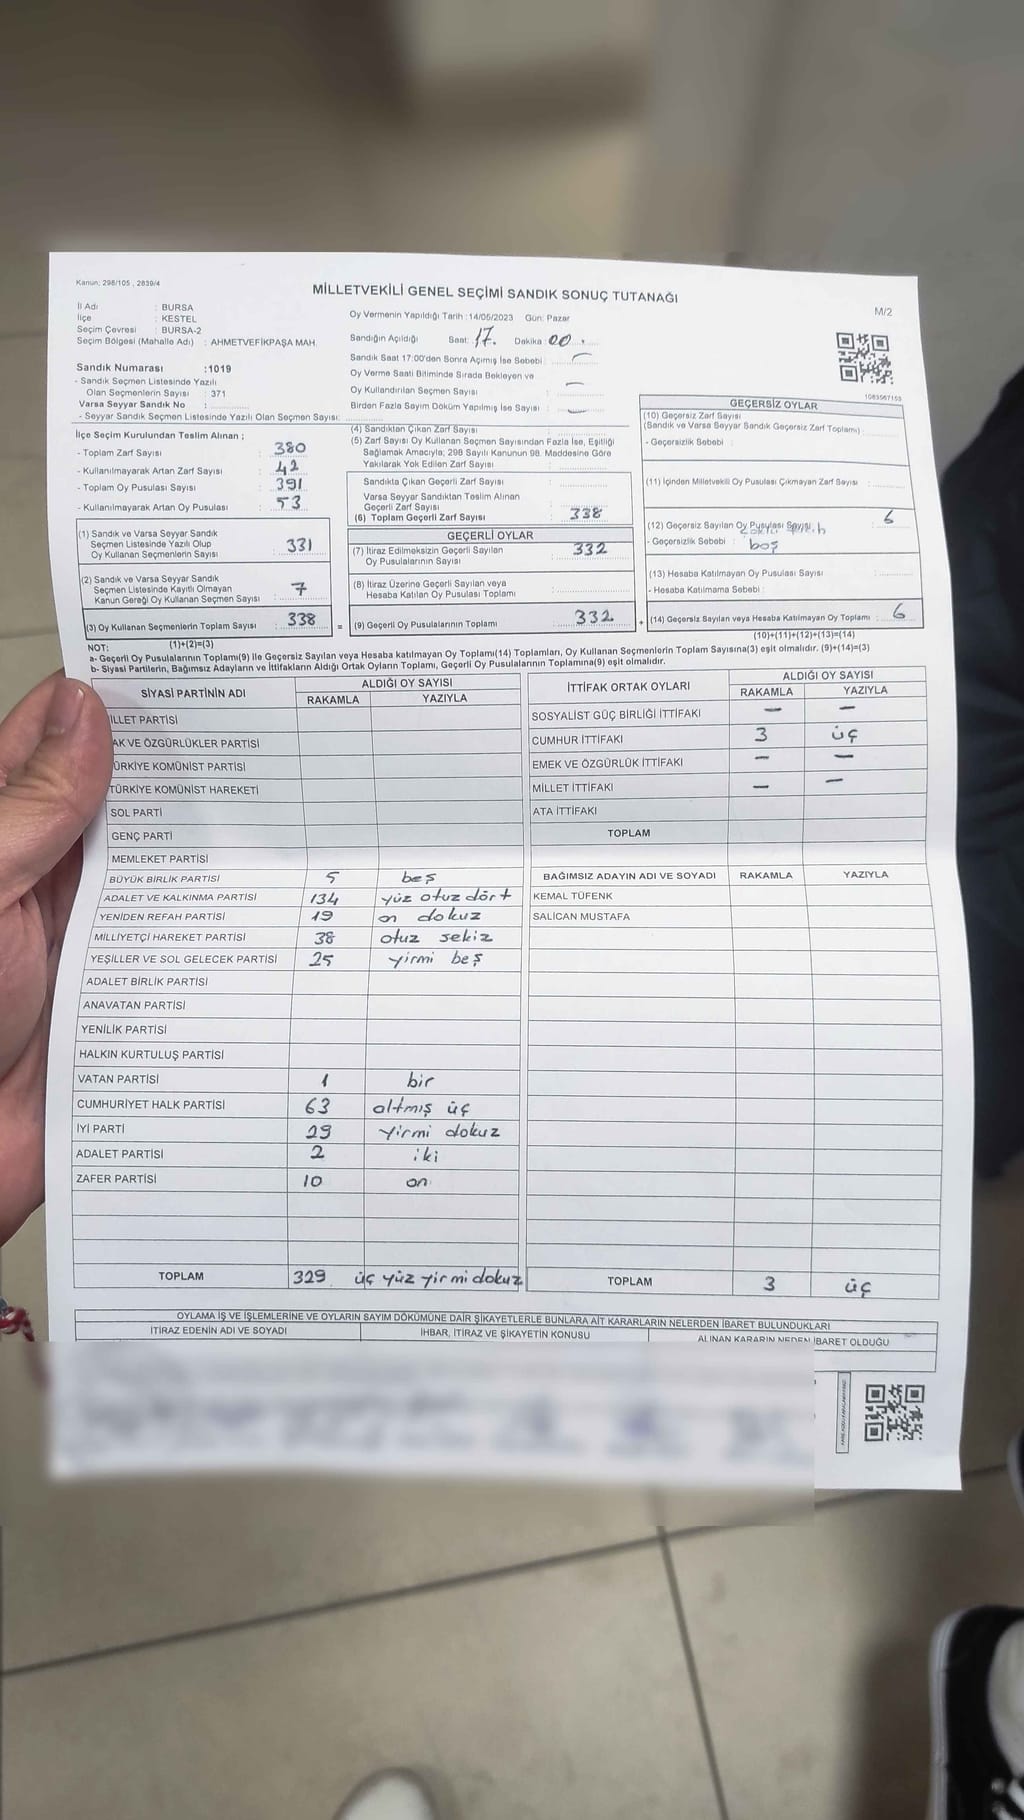 Kanun: 298/105 , 2839/4
MİLLETVEKİLİ GENEL SEÇİMİ SANDIK SONUÇ TUTANAĞI
M/2
İl Adı : BURSA
İlçe : KESTEL
Seçim Çevresi : BURSA-2
Seçim Bölgesi (Mahalle Adı) : AHMETVEFİKPAŞA MAH.
Sandık Numarası :1019
- Sandık Seçmen Listesinde Yazılı
Olan Seçmenlerin Sayısı : 371
Varsa Seyyar Sandık No :
- Seyyar Sandık Seçmen Listesinde Yazılı Olan Seçmen Sayısı:
Oy Vermenin Yapıldığı Tarih :14/05/2023 Gün: Pazar
Sandığın Açıldığı Saat: 17. Dakika: 00
Sandık Saat 17:00'den Sonra Açımış İse Sebebi : —
Oy Verme Saati Bitiminde Sırada Bekleyen ve
Oy Kullandırılan Seçmen Sayısı : —
Birden Fazla Sayım Döküm Yapılmış İse Sayısı : —
1083567153
İlçe Seçim Kurulundan Teslim Alınan ;
- Toplam Zarf Sayısı : 380
- Kullanılmayarak Artan Zarf Sayısı : 42
- Toplam Oy Pusulası Sayısı : 391
- Kullanılmayarak Artan Oy Pusulası : 53
(1) Sandık ve Varsa Seyyar Sandık
Seçmen Listesinde Yazılı Olup
Oy Kullanan Seçmenlerin Sayısı : 331
(2) Sandık ve Varsa Seyyar Sandık
Seçmen Listesinde Kayıtlı Olmayan
Kanun Gereği Oy Kullanan Seçmen Sayısı : 7
(3) Oy Kullanan Seçmenlerin Toplam Sayısı : 338
(1)+(2)=(3)
(4) Sandıktan Çıkan Zarf Sayısı :
(5) Zarf Sayısı Oy Kullanan Seçmen Sayısından Fazla İse, Eşitliği
Sağlamak Amacıyla; 298 Sayılı Kanunun 98. Maddesine Göre
Yakılarak Yok Edilen Zarf Sayısı :
Sandıkta Çıkan Geçerli Zarf Sayısı :
Varsa Seyyar Sandıktan Teslim Alınan
Geçerli Zarf Sayısı :
(6) Toplam Geçerli Zarf Sayısı : 338
GEÇERLİ OYLAR
(7) İtiraz Edilmeksizin Geçerli Sayılan
Oy Pusulalarının Sayısı : 332
(8) İtiraz Üzerine Geçerli Sayılan veya
Hesaba Katılan Oy Pusulası Toplamı :
= (9) Geçerli Oy Pusulalarının Toplamı : 332
GEÇERSİZ OYLAR
(10) Geçersiz Zarf Sayısı
(Sandık ve Varsa Seyyar Sandık Geçersiz Zarf Toplamı) :
- Geçersizlik Sebebi :
(11) İçinden Milletvekili Oy Pusulası Çıkmayan Zarf Sayısı :
(12) Geçersiz Sayılan Oy Pusulası Sayısı : 6
- Geçersizlik Sebebi : boş
(13) Hesaba Katılmayan Oy Pusulası Sayısı :
- Hesaba Katılmama Sebebi :
+ (14) Geçersiz Sayılan veya Hesaba Katılmayan Oy Toplamı : 6
(10)+(11)+(12)+(13)=(14)
NOT:
a- Geçerli Oy Pusulalarının Toplamı(9) ile Geçersiz Sayılan veya Hesaba katılmayan Oy Toplamı(14) Toplamları, Oy Kullanan Seçmenlerin Toplam Sayısına(3) eşit olmalıdır. (9)+(14)=(3)
b- Siyasi Partilerin, Bağımsız Adayların ve İttifakların Aldığı Ortak Oyların Toplamı, Geçerli Oy Pusulalarının Toplamına(9) eşit olmalıdır.
SİYASİ PARTİNİN ADI ALDIĞI OY SAYISI
RAKAMLA YAZIYLA
İLLET PARTİSİ
AK VE ÖZGÜRLÜKLER PARTİSİ
ÜRKİYE KOMÜNİST PARTİSİ
TÜRKİYE KOMÜNİST HAREKETİ
SOL PARTİ
GENÇ PARTİ
MEMLEKET PARTİSİ
BÜYÜK BİRLİK PARTİSİ 5 beş
ADALET VE KALKINMA PARTİSİ 134 yüz otuz dört
YENİDEN REFAH PARTİSİ 19 on dokuz
MİLLİYETÇİ HAREKET PARTİSİ 38 otuz sekiz
YEŞİLLER VE SOL GELECEK PARTİSİ 25 yirmi beş
ADALET BİRLİK PARTİSİ
ANAVATAN PARTİSİ
YENİLİK PARTİSİ
HALKIN KURTULUŞ PARTİSİ
VATAN PARTİSİ 1 bir
CUMHURİYET HALK PARTİSİ 63 altmış üç
İYİ PARTİ 29 yirmi dokuz
ADALET PARTİSİ 2 iki
ZAFER PARTİSİ 10 on
TOPLAM 329 üç yüz yirmi dokuz
İTTİFAK ORTAK OYLARI ALDIĞI OY SAYISI
RAKAMLA YAZIYLA
SOSYALİST GÜÇ BİRLİĞİ İTTİFAKI — —
CUMHUR İTTİFAKI 3 üç
EMEK VE ÖZGÜRLÜK İTTİFAKI — —
MİLLET İTTİFAKI — —
ATA İTTİFAKI
TOPLAM
BAĞIMSIZ ADAYIN ADI VE SOYADI RAKAMLA YAZIYLA
KEMAL TÜFENK
SALİCAN MUSTAFA
TOPLAM 3 üç
OYLAMA İŞ VE İŞLEMLERİNE VE OYLARIN SAYIM DÖKÜMÜNE DAİR ŞİKAYETLERLE BUNLARA AİT KARARLARIN NELERDEN İBARET BULUNDUKLARI
İTİRAZ EDENİN ADI VE SOYADI İHBAR, İTİRAZ VE ŞİKAYETİN KONUSU ALINAN KARARIN NEDEN İBARET OLDUĞU